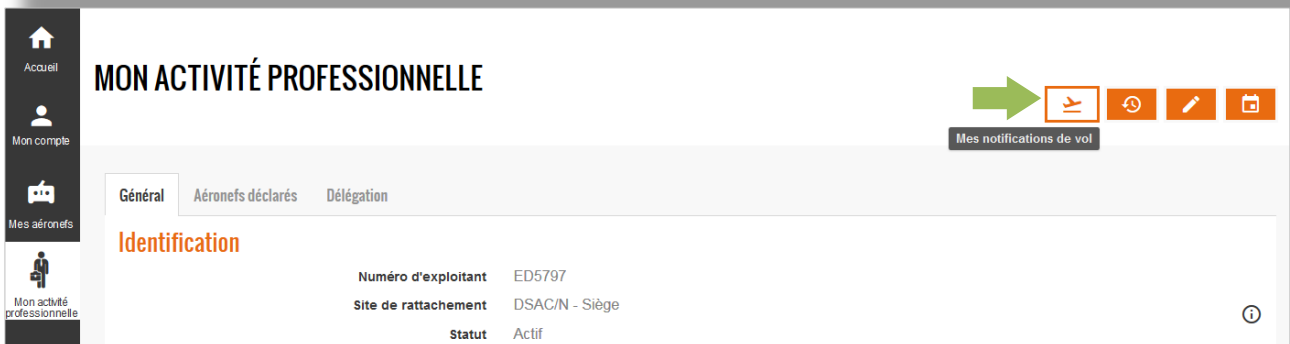 Accueil
MON ACTIVITÉ PROFESSIONNELLE
Mon compte
Mes notifications de vol
Mes aéronefs
Général Aéronefs déclarés Délégation
Identification
Numéro d'exploitant ED5797
Site de rattachement DSAC/N - Siège
Statut Actif
Mon activité
professionnelle